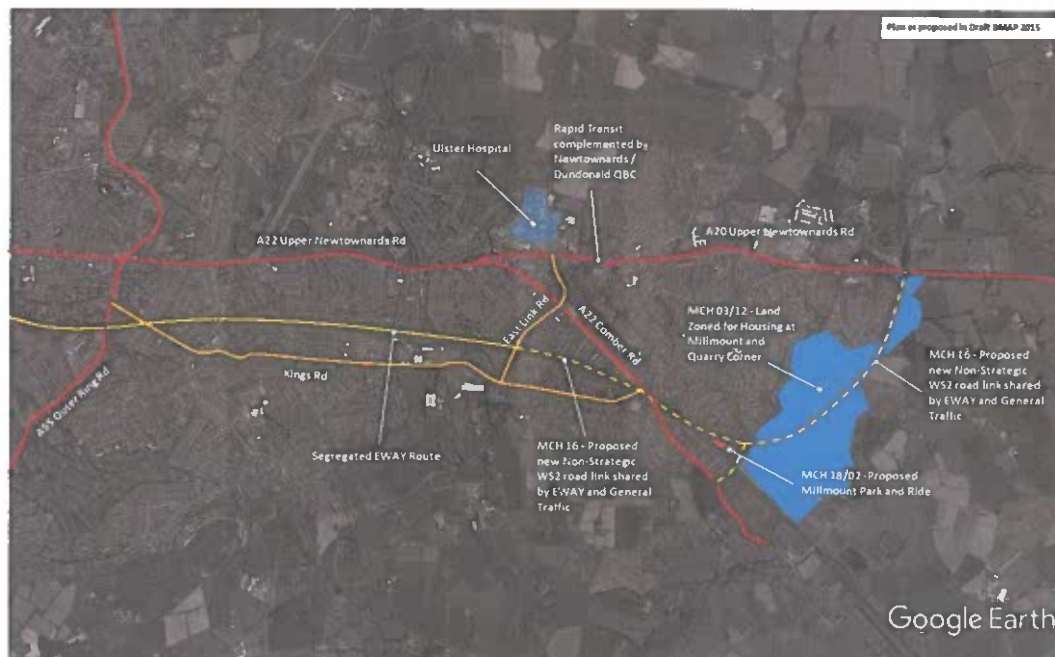 Plan as proposed in Draft BMAP 2015
Rapid Transit
complemented by
Newtownards /
Dundonald QBC
Ulster Hospital
A22 Upper Newtownards Rd
A20 Upper Newtownards Rd
East Link Rd
A22 Comber Rd
MCH 03/12 - Land
Zoned for Housing at
Millmount and
Quarry Corner
MCH 16 - Proposed
new Non-Strategic
WS2 road link shared
by EWAY and General
Traffic
Kings Rd
A55 Outer Ring Rd
Segregated EWAY Route
MCH 16 - Proposed
new Non-Strategic
WS2 road link shared
by EWAY and General
Traffic
MCH 18/02 - Proposed
Millmount Park and Ride
Google Earth